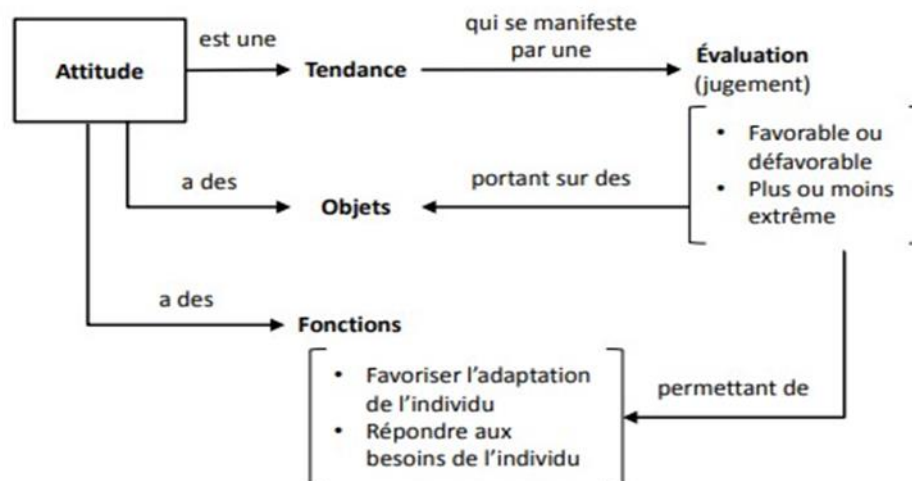 est une
qui se manifeste
par une
Attitude
Tendance
Évaluation
(jugement)
• Favorable ou
défavorable
• Plus ou moins
extrême
a des
Objets
portant sur des
a des
Fonctions
• Favoriser l'adaptation
de l'individu
• Répondre aux
besoins de l'individu
permettant de